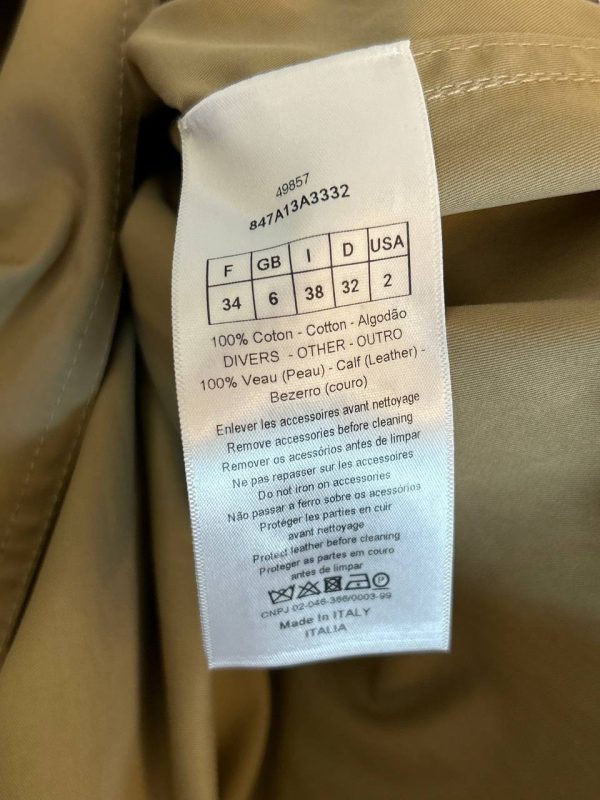 49857
847A13A3332
F GB I D USA
34 6 38 32 2
100% Coton - Cotton - Algodão
DIVERS - OTHER - OUTRO
100% Veau (Peau) - Calf (Leather) -
Bezerro (couro)
Enlever les accessoires avant nettoyage
Remove accessories before cleaning
Remover os acessórios antes de limpar
Ne pas repasser sur les accessoires
Do not iron on accessories
Não passar a ferro sobre os acessórios
Protéger les parties en cuir
avant nettoyage
Protect leather before cleaning
Proteger as partes em couro
antes de limpar
P
CNPJ 02-046-386/0003-99
Made in ITALY
ITALIA